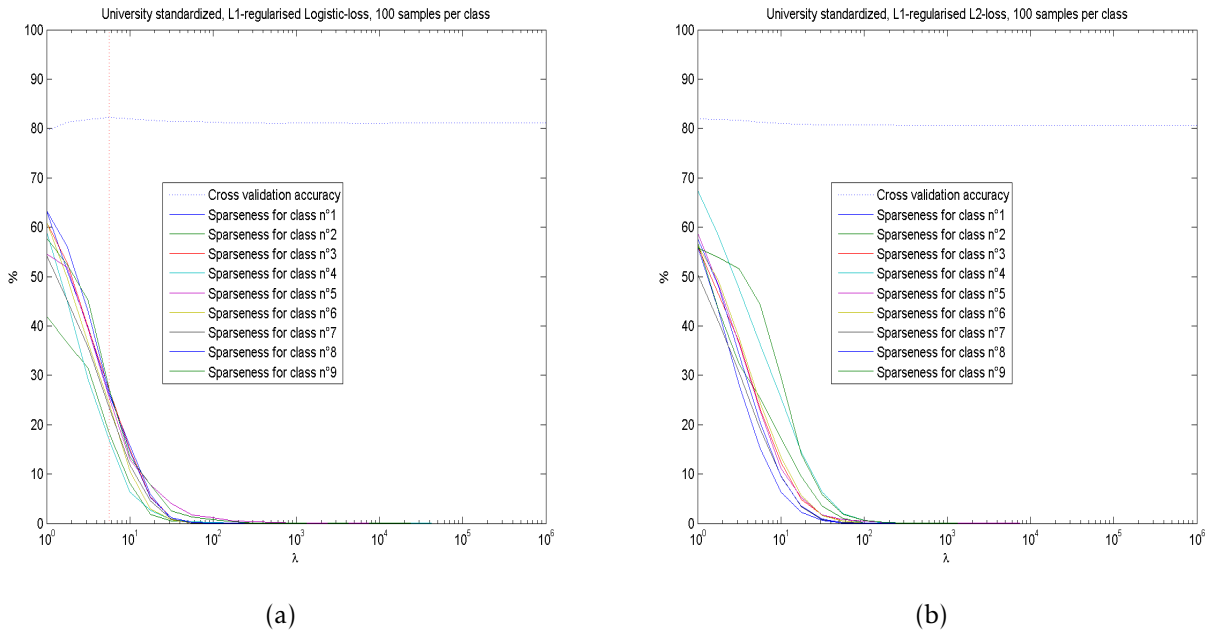 University standardized, L1-regularised Logistic-loss, 100 samples per class
100
90
80
70
60
50
40
30
20
10
0
%
Cross validation accuracy
Sparseness for class n°1
Sparseness for class n°2
Sparseness for class n°3
Sparseness for class n°4
Sparseness for class n°5
Sparseness for class n°6
Sparseness for class n°7
Sparseness for class n°8
Sparseness for class n°9
10^0 10^1 10^2 10^3 10^4 10^5 10^6
λ
(a)
University standardized, L1-regularised L2-loss, 100 samples per class
100
90
80
70
60
50
40
30
20
10
0
%
Cross validation accuracy
Sparseness for class n°1
Sparseness for class n°2
Sparseness for class n°3
Sparseness for class n°4
Sparseness for class n°5
Sparseness for class n°6
Sparseness for class n°7
Sparseness for class n°8
Sparseness for class n°9
10^0 10^1 10^2 10^3 10^4 10^5 10^6
λ
(b)